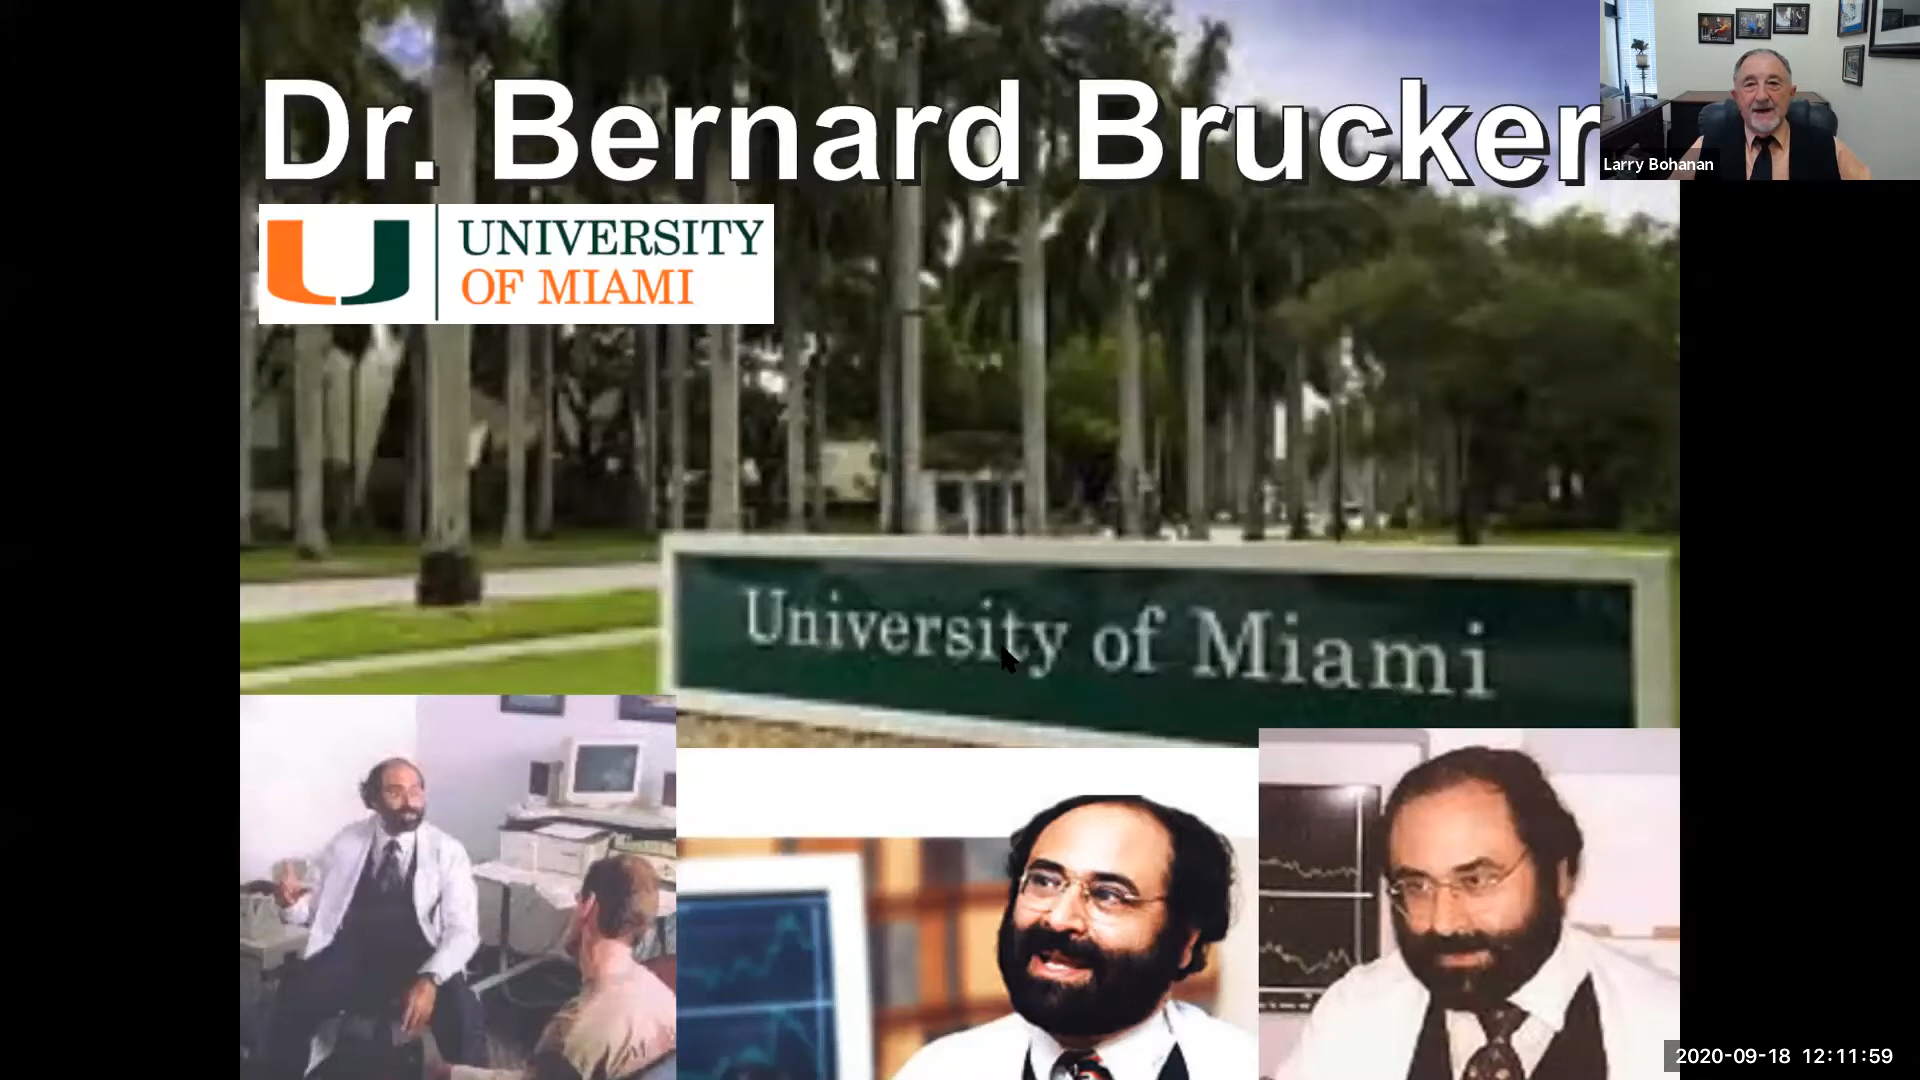 Dr. Bernard Brucker
Larry Bohanan
UNIVERSITY
OF MIAMI
University of Miami
2020-09-18 12:11:59